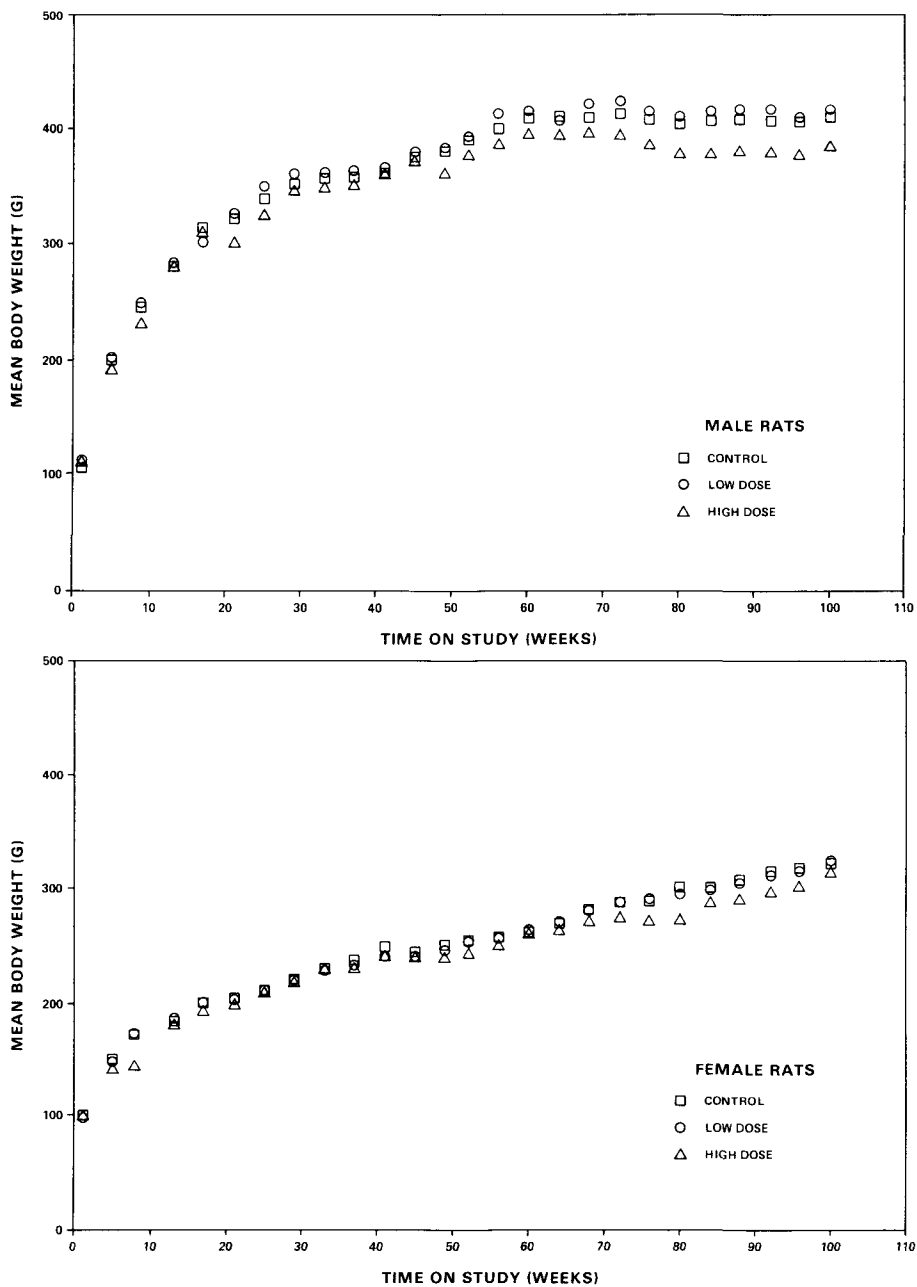 500
400
300
200
100
0
MEAN BODY WEIGHT (G)
MALE RATS
CONTROL
LOW DOSE
HIGH DOSE
0 10 20 30 40 50 60 70 80 90 100 110
TIME ON STUDY (WEEKS)
500
400
300
200
100
0
MEAN BODY WEIGHT (G)
FEMALE RATS
CONTROL
LOW DOSE
HIGH DOSE
0 10 20 30 40 50 60 70 80 90 100 110
TIME ON STUDY (WEEKS)